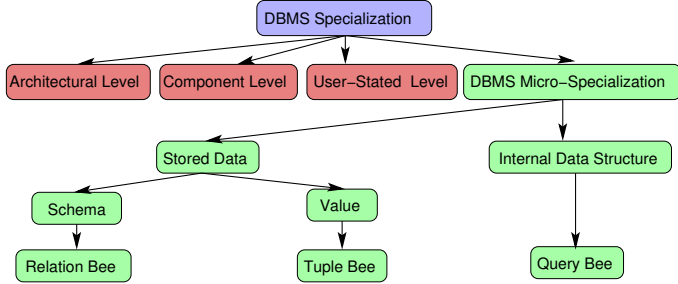 DBMS Specialization
Architectural Level
Component Level
User−Stated Level
DBMS Micro−Specialization
Stored Data
Internal Data Structure
Schema
Value
Relation Bee
Tuple Bee
Query Bee